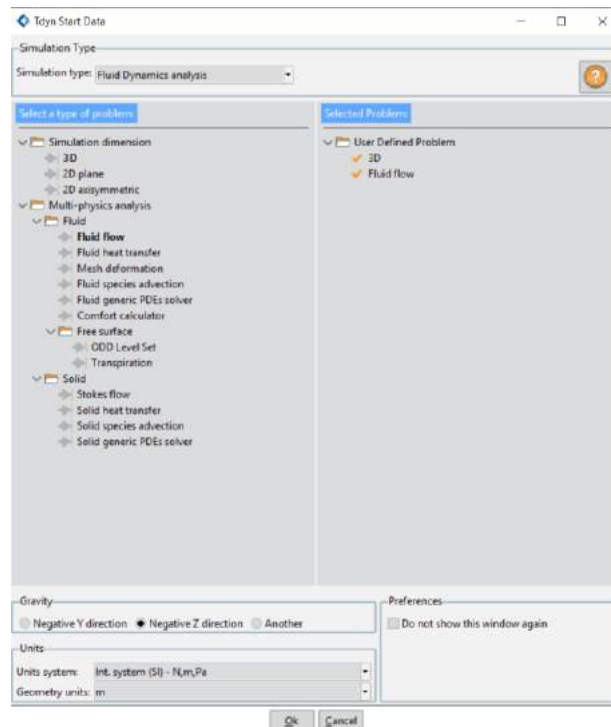 Tdyn Start Data
Simulation Type
Simulation type: Fluid Dynamics analysis
Select a type of problem:
Simulation dimension
3D
2D plane
2D axisymmetric
Multi-physics analysis
Fluid
Fluid flow
Fluid heat transfer
Mesh deformation
Fluid species advection
Fluid generic PDEs solver
Comfort calculator
Free surface
ODD Level Set
Transpiration
Solid
Stokes flow
Solid heat transfer
Solid species advection
Solid generic PDEs solver
Selected Problem:
User Defined Problem
3D
Fluid flow
Gravity
Negative Y direction Negative Z direction Another
Preferences
Do not show this window again
Units
Units system: Int. system (SI) - N,m,Pa
Geometry units: m
Ok Cancel